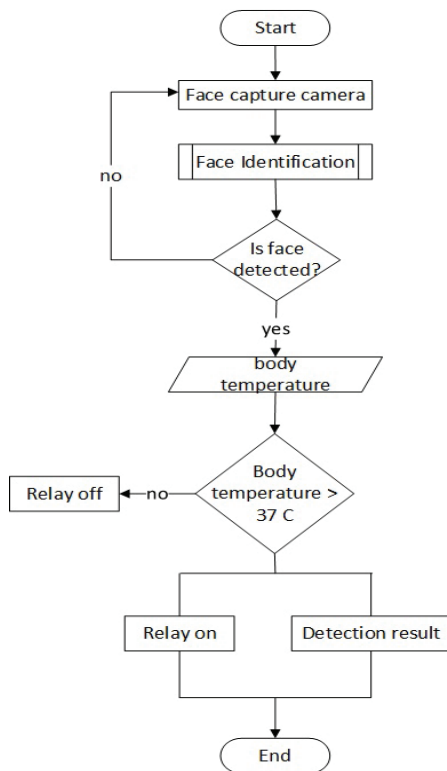 Start
Face capture camera
Face Identification
no
Is face
detected?
yes
body
temperature
Body
temperature >
37 C
no
Relay off
Relay on
Detection result
End